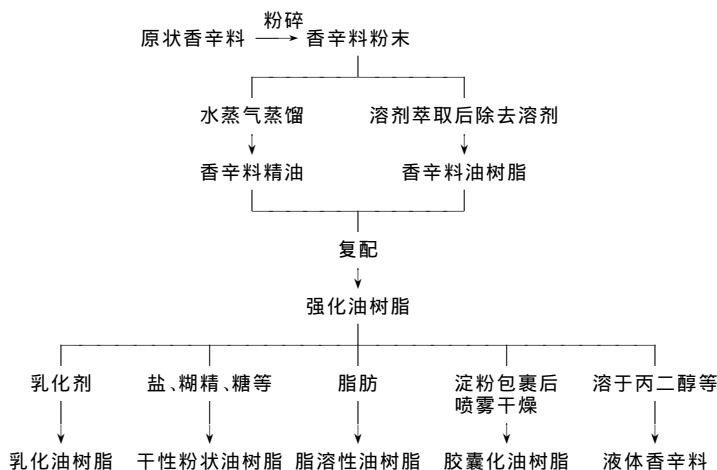 粉碎
原状香辛料 香辛料粉末
水蒸气蒸馏 溶剂萃取后除去溶剂
香辛料精油 香辛料油树脂
复配
强化油树脂
乳化剂 盐、糊精、糖等 脂肪 淀粉包裹后 溶于丙二醇等
喷雾干燥
乳化油树脂 干性粉状油树脂 脂溶性油树脂 胶囊化油树脂 液体香辛料